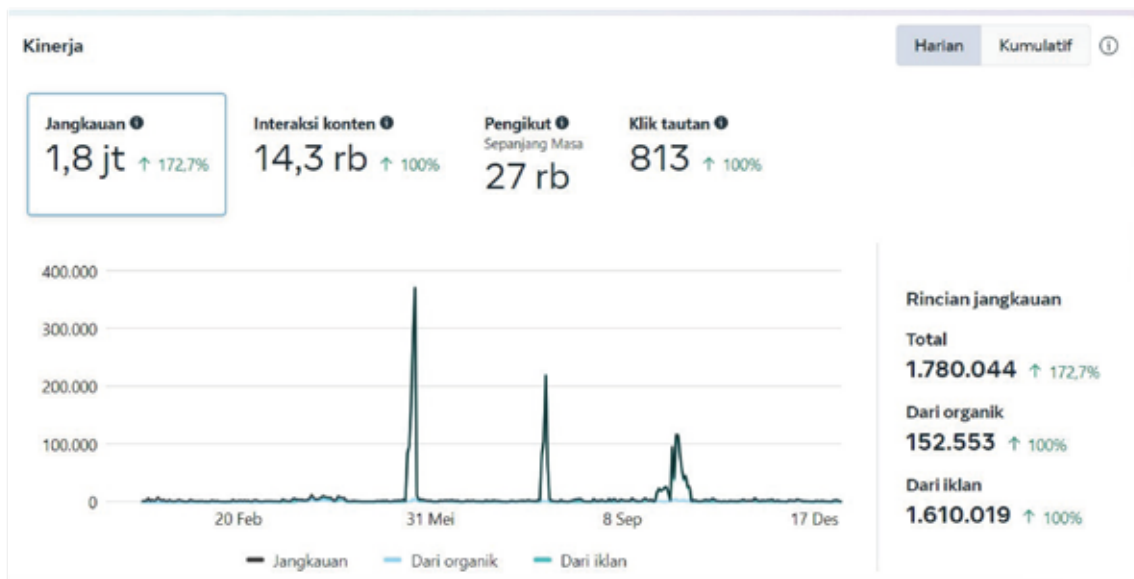 Kinerja
Harian Kumulatif
Jangkauan
1,8 jt ↑ 172,7%
Interaksi konten
14,3 rb ↑ 100%
Pengikut
Sepanjang Masa
27 rb
Klik tautan
813 ↑ 100%
400.000
300.000
200.000
100.000
0
20 Feb 31 Mei 8 Sep 17 Des
Jangkauan Dari organik Dari iklan
Rincian jangkauan
Total
1.780.044 ↑ 172,7%
Dari organik
152.553 ↑ 100%
Dari iklan
1.610.019 ↑ 100%